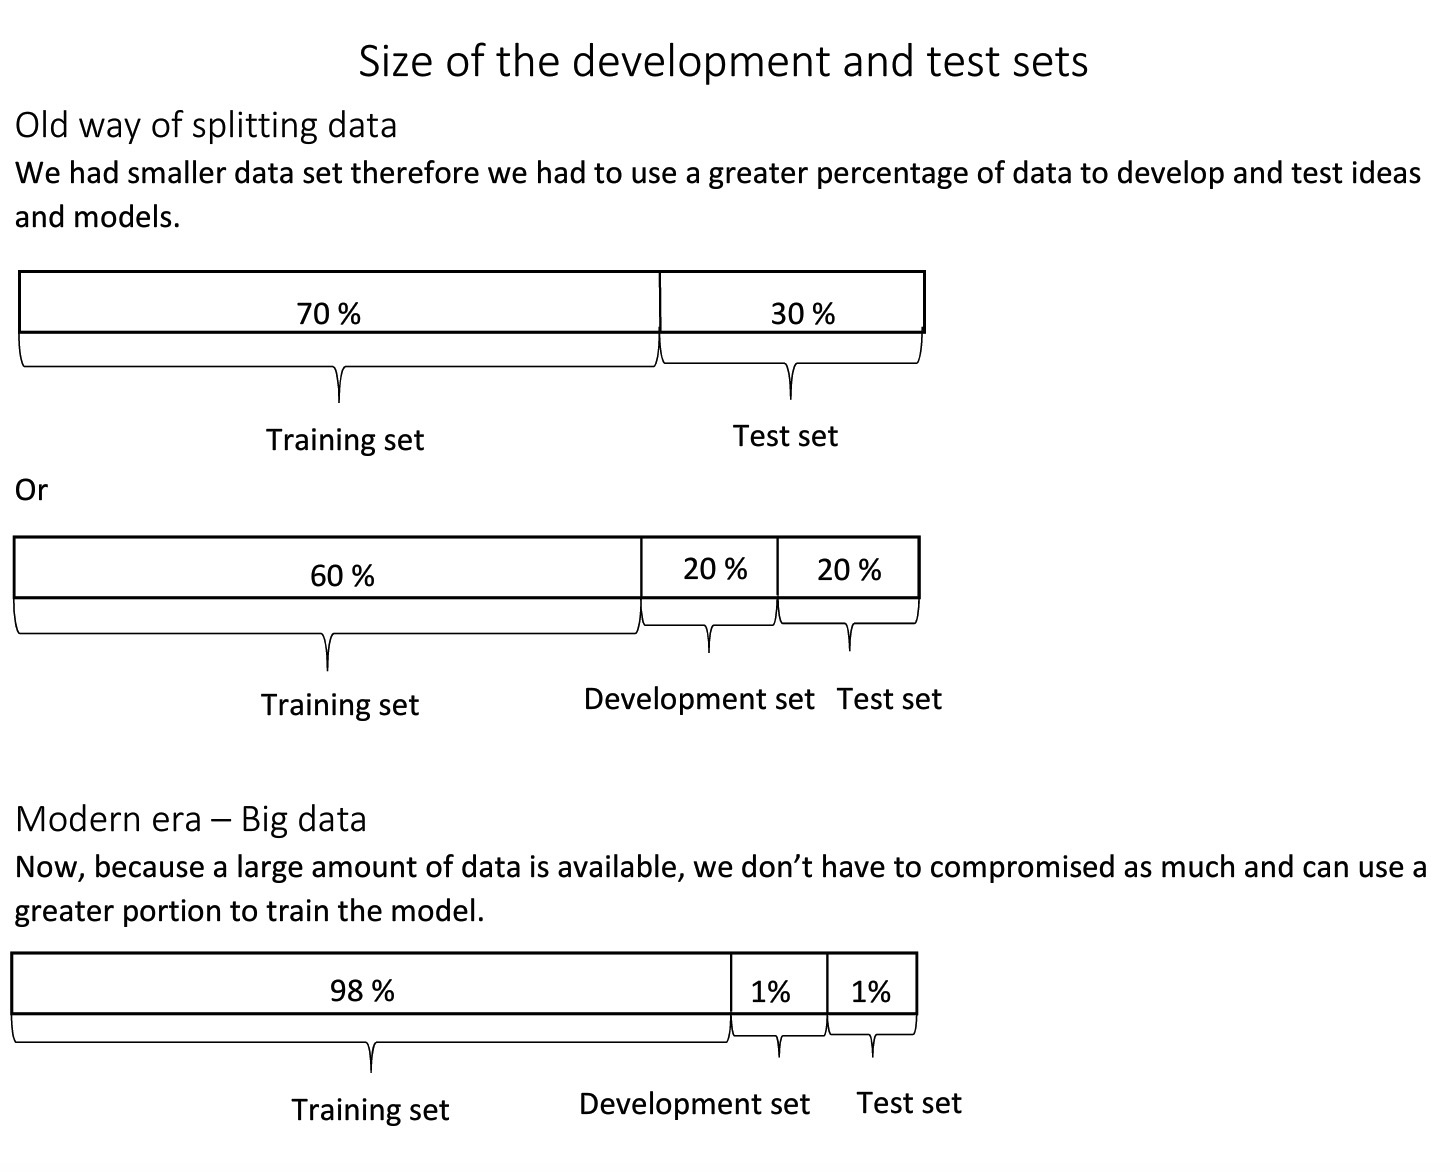 Size of the development and test sets
Old way of splitting data
We had smaller data set therefore we had to use a greater percentage of data to develop and test ideas
and models.
70 % 30 %
Training set Test set
Or
60 % 20 % 20 %
Training set Development set Test set
Modern era – Big data
Now, because a large amount of data is available, we don’t have to compromised as much and can use a
greater portion to train the model.
98 % 1% 1%
Training set Development set Test set